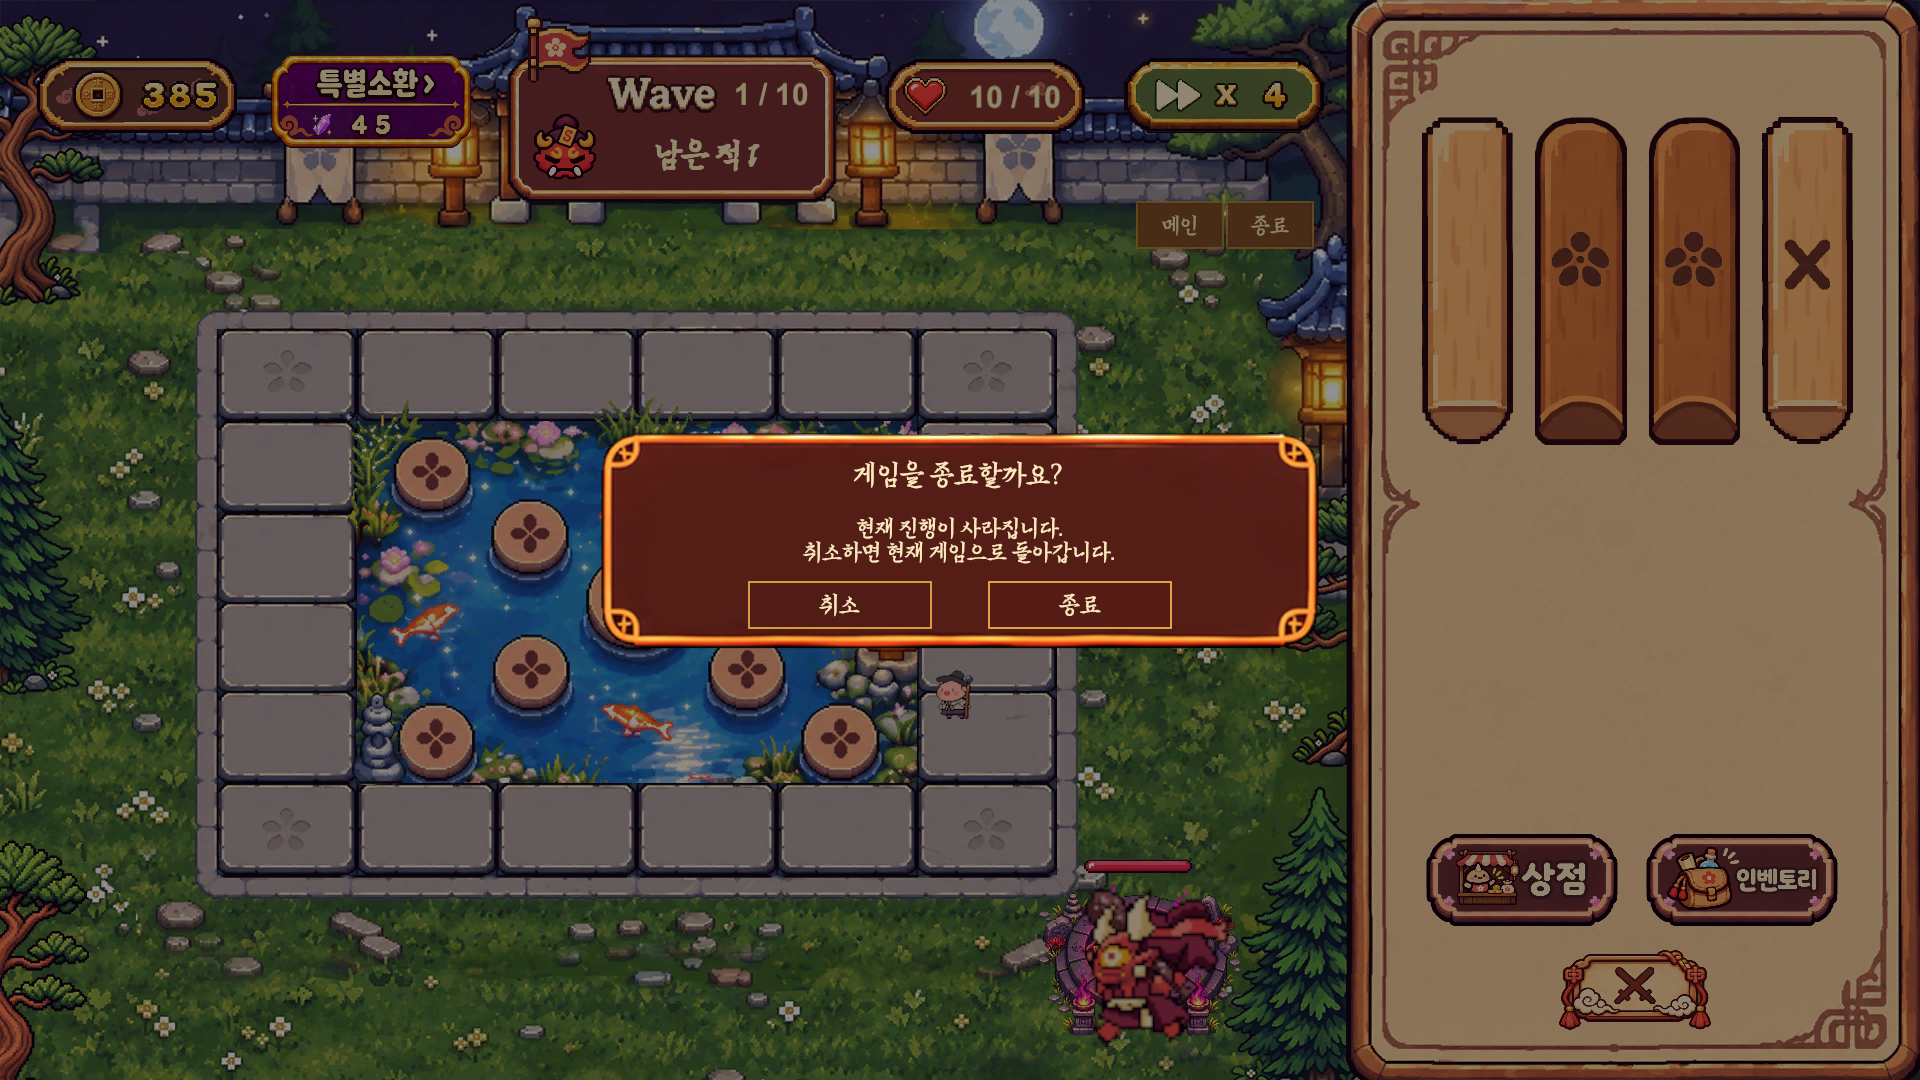 385
특별소환›
45
Wave 1/10
남은 적 1
10/10
X 4
메인
종료
게임을 종료할까요?
현재 진행이 사라집니다.
취소하면 현재 게임으로 돌아갑니다.
취소
종료
상점
인벤토리